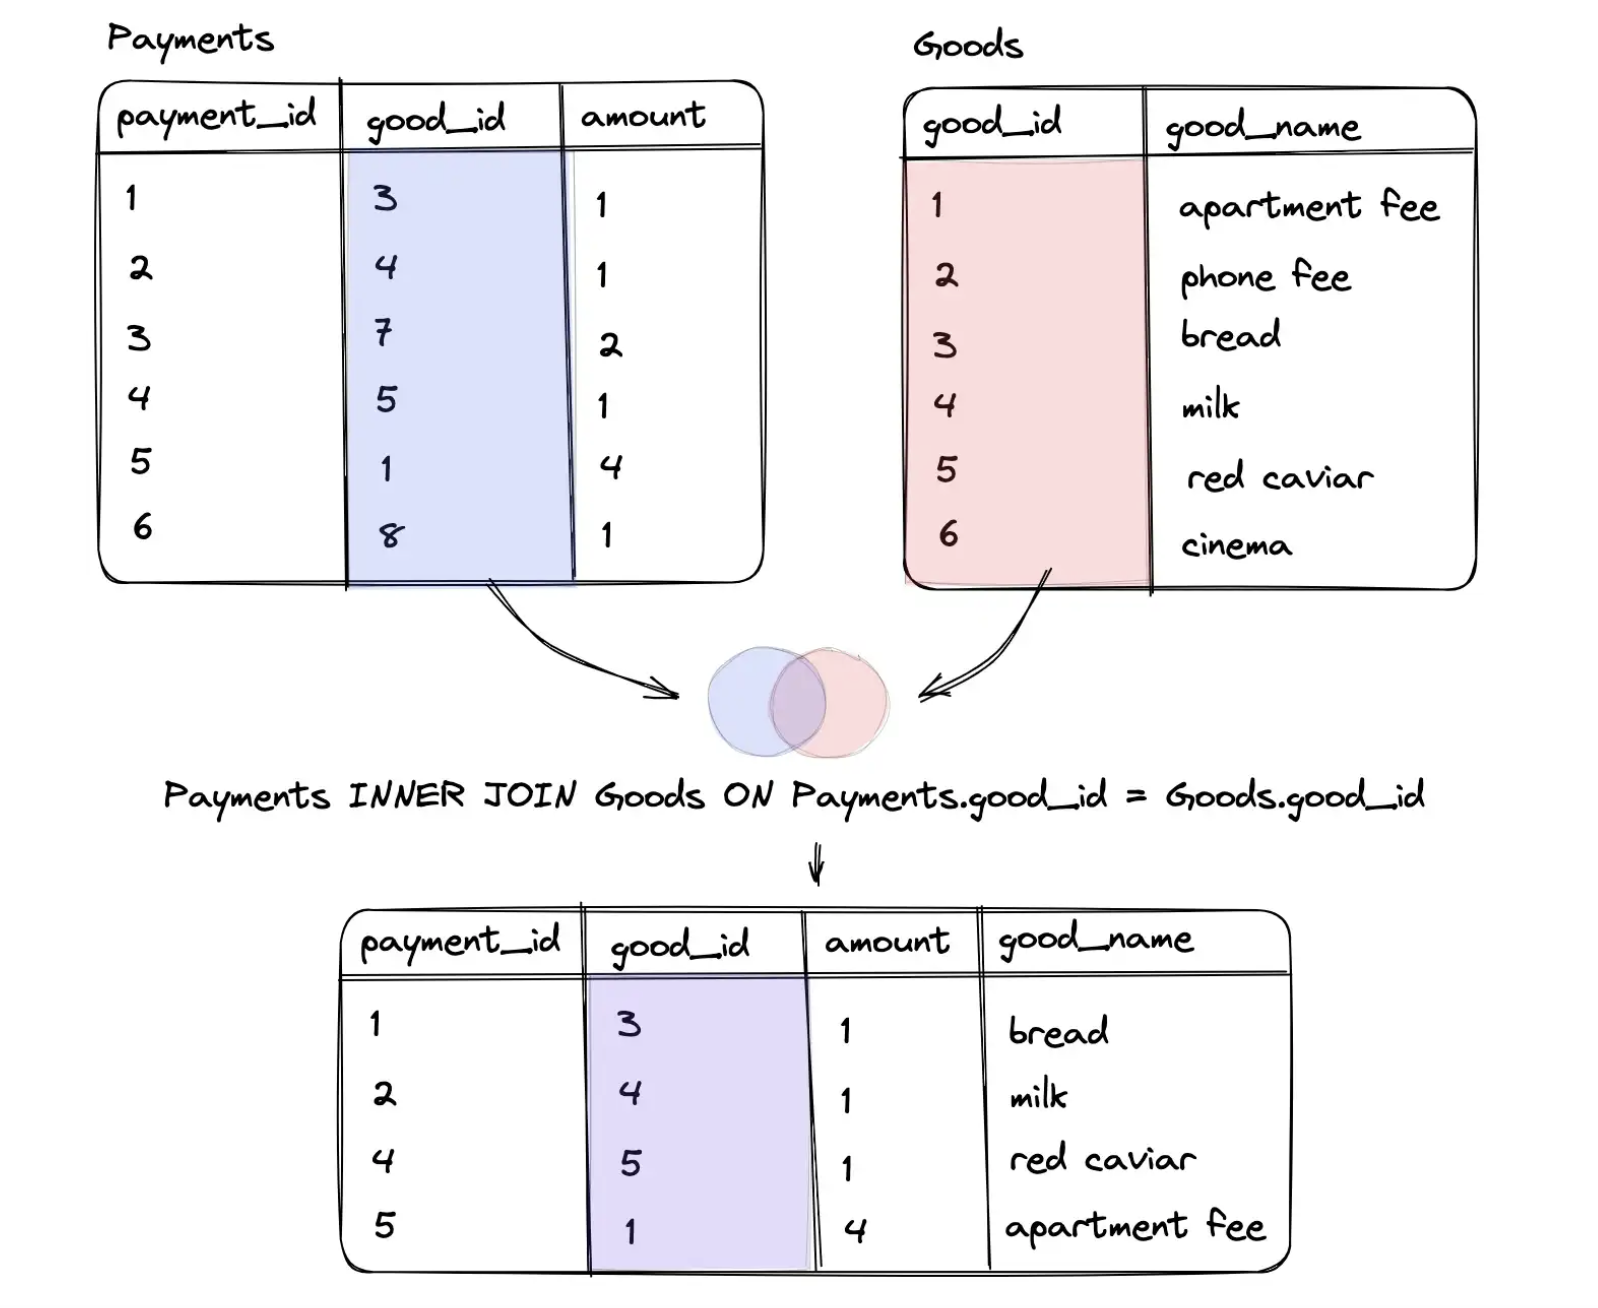 Payments
payment_id good_id amount
1 3 1
2 4 1
3 7 2
4 5 1
5 1 4
6 8 1
Goods
good_id good_name
1 apartment fee
2 phone fee
3 bread
4 milk
5 red caviar
6 cinema
Payments INNER JOIN Goods ON Payments.good_id = Goods.good_id
payment_id good_id amount good_name
1 3 1 bread
2 4 1 milk
4 5 1 red caviar
5 1 4 apartment fee